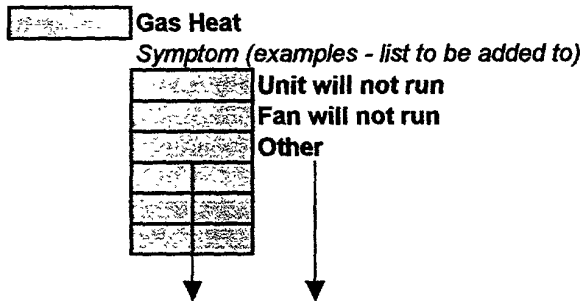 Gas Heat
Symptom (examples - list to be added to)
Unit will not run
Fan will not run
Other